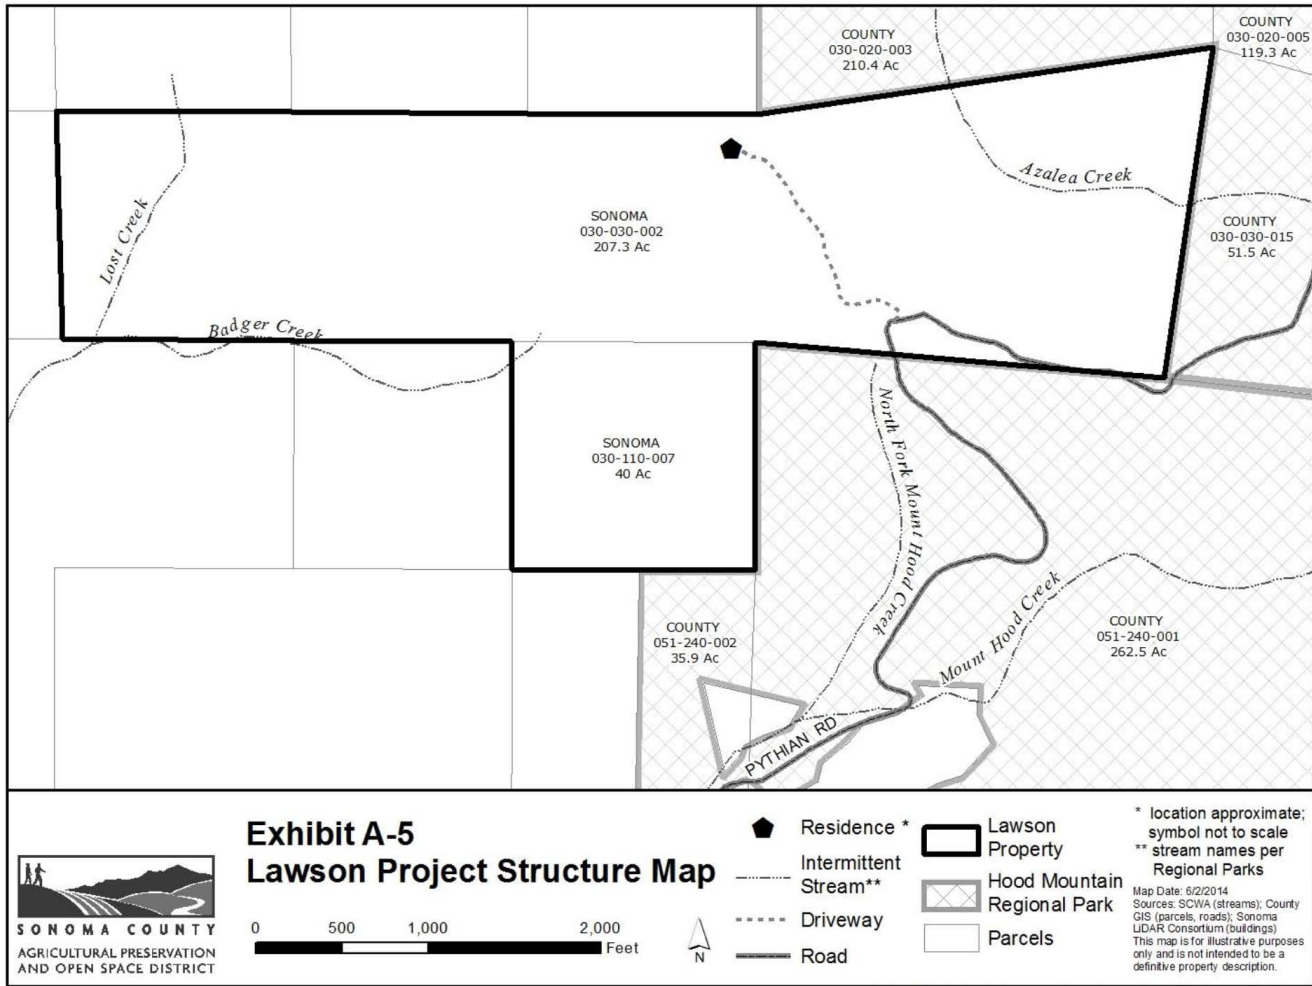 COUNTY
030-020-003
210.4 Ac
COUNTY
030-020-005
119.3 Ac
Azalea Creek
SONOMA
030-030-002
207.3 Ac
Lost Creek
COUNTY
030-030-015
51.5 Ac
Badger Creek
SONOMA
030-110-007
40 Ac
North Fork Mount Hood Creek
Mount Hood Creek
COUNTY
051-240-002
35.9 Ac
COUNTY
051-240-001
262.5 Ac
PYTHIAN RD
SONOMA COUNTY
AGRICULTURAL PRESERVATION
AND OPEN SPACE DISTRICT
Exhibit A-5
Lawson Project Structure Map
0 500 1,000 2,000
Feet
N
Residence *
Intermittent
Stream**
Driveway
Road
Lawson
Property
Hood Mountain
Regional Park
Parcels
* location approximate;
symbol not to scale
** stream names per
Regional Parks
Map Date: 6/2/2014
Sources: SCWA (streams); County
GIS (parcels, roads); Sonoma
LiDAR Consortium (buildings)
This map is for illustrative purposes
only and is not intended to be a
definitive property description.